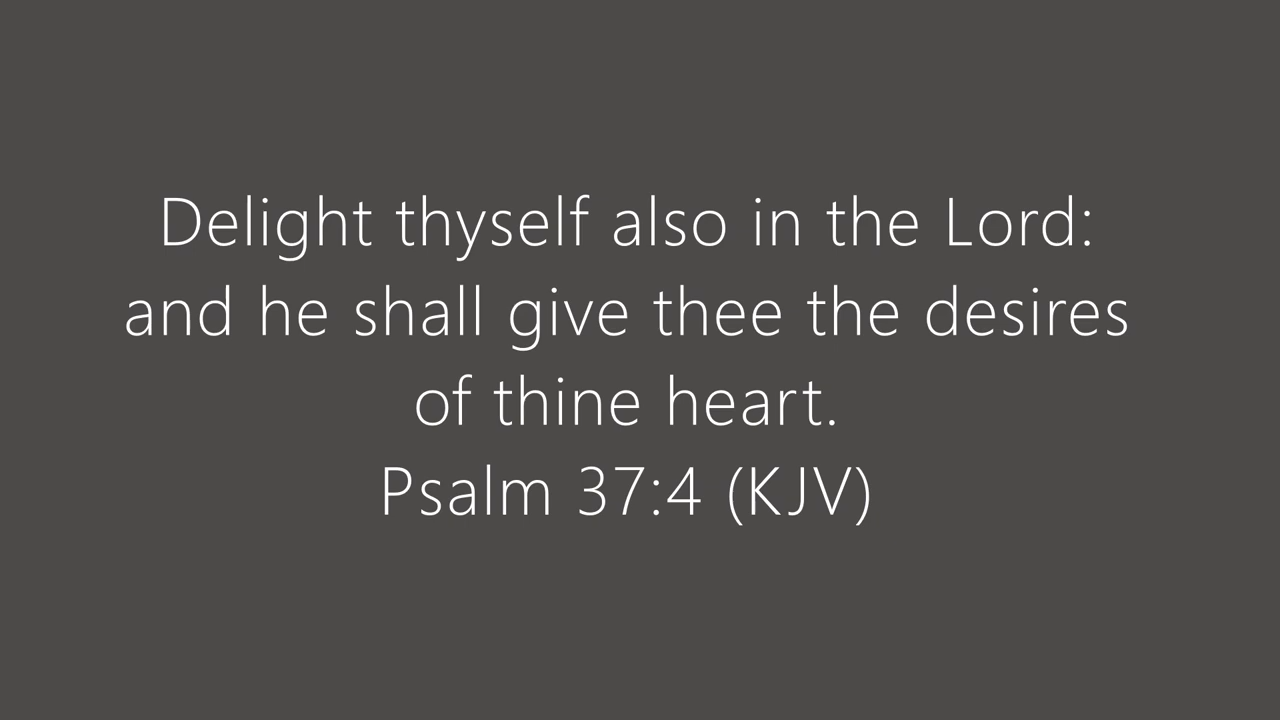 Delight thyself also in the Lord:
and he shall give thee the desires
of thine heart.
Psalm 37:4 (KJV)